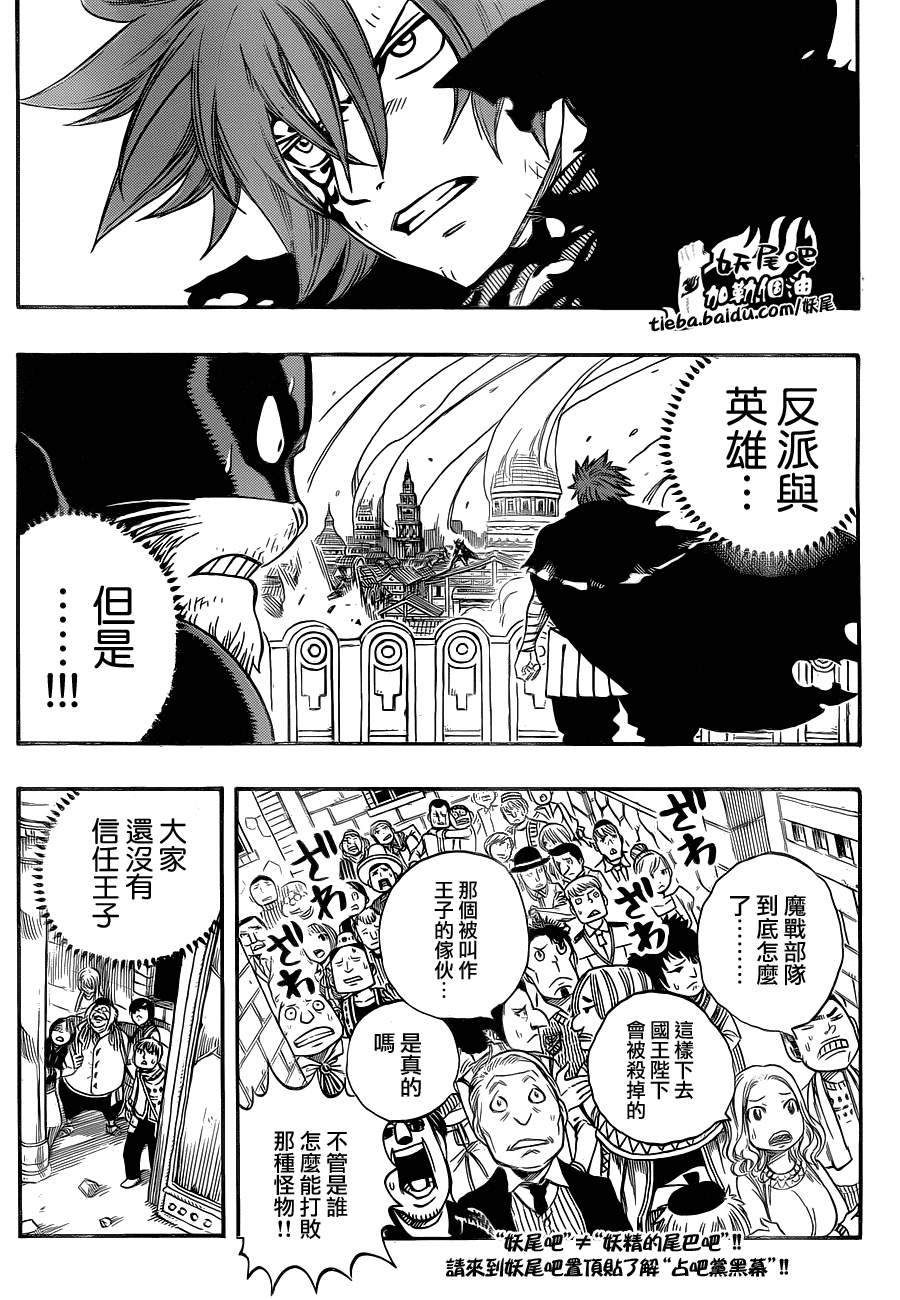 妖尾吧
加勒個油
tieba.baidu.com/妖尾
反派與
英雄…
但是
……!!!
魔戰部隊
到底怎麼
了………
這樣下去
國王陛下
會被殺掉的
那個被叫作
王子的傢伙…
是真的
嗎
不管是誰
怎麼能打敗
那種怪物!!
ざわ
ざわ
ざわ
大家
還沒有
信任王子
“妖尾吧”≠“妖精的尾巴吧”!!
請來到妖尾吧置頂貼了解“占吧黨黑幕”!!